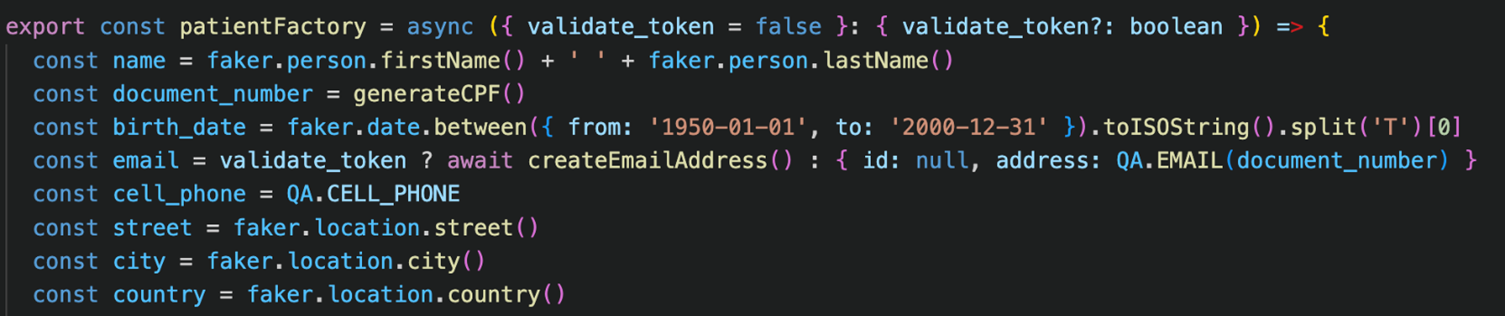 export const patientFactory = async ({ validate_token = false }: { validate_token?: boolean }) => {
const name = faker.person.firstName() + ' ' + faker.person.lastName()
const document_number = generateCPF()
const birth_date = faker.date.between({ from: '1950-01-01', to: '2000-12-31' }).toISOString().split('T')[0]
const email = validate_token ? await createEmailAddress() : { id: null, address: QA.EMAIL(document_number) }
const cell_phone = QA.CELL_PHONE
const street = faker.location.street()
const city = faker.location.city()
const country = faker.location.country()